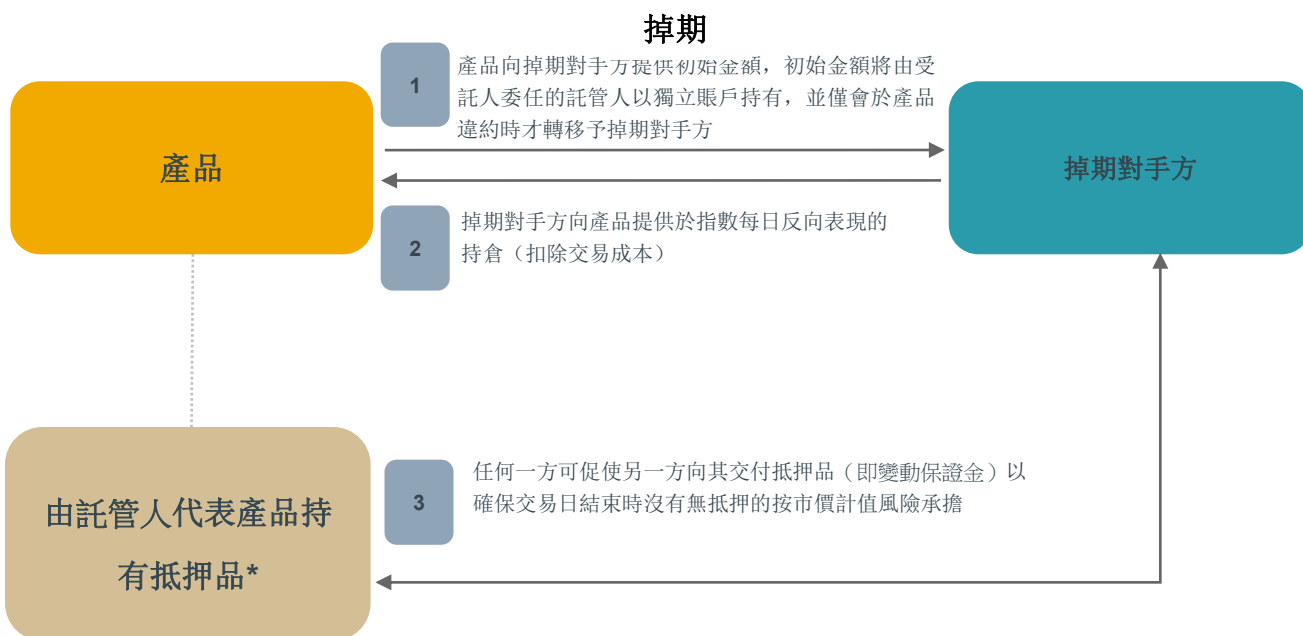 掉期
1
產品向掉期對手方提供初始金額，初始金額將由受
託人委任的託管人以獨立賬戶持有，並僅會於產品
違約時才轉移予掉期對手方
產品
掉期對手方
2
掉期對手方向產品提供於指數每日反向表現的
持倉（扣除交易成本）
3
任何一方可促使另一方向其交付抵押品（即變動保證金）以
確保交易日結束時沒有無抵押的按市價計值風險承擔
由託管人代表產品持
有抵押品*